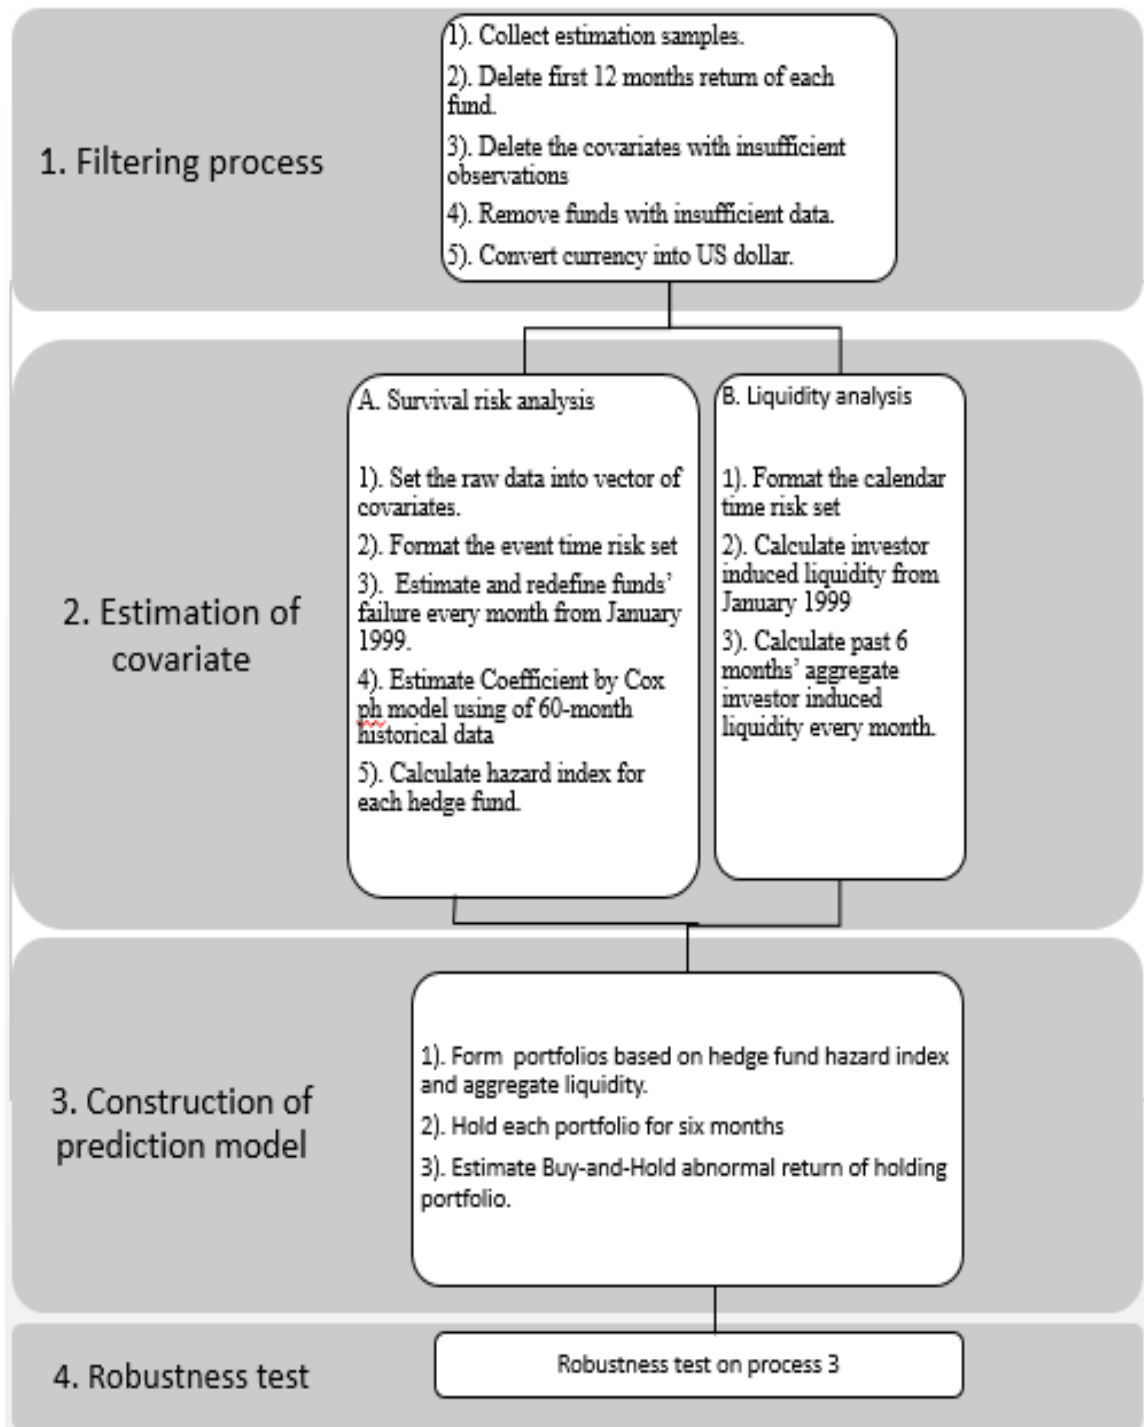 1. Filtering process
1). Collect estimation samples.
2). Delete first 12 months return of each
fund.
3). Delete the covariates with insufficient
observations
4). Remove funds with insufficient data.
5). Convert currency into US dollar.
2. Estimation of
covariate
A. Survival risk analysis
1). Set the raw data into vector of
covariates.
2). Format the event time risk set
3). Estimate and redefine funds’
failure every month from January
1999.
4). Estimate Coefficient by Cox
ph model using of 60-month
historical data
5). Calculate hazard index for
each hedge fund.
B. Liquidity analysis
1). Format the calendar
time risk set
2). Calculate investor
induced liquidity from
January 1999
3). Calculate past 6
months’ aggregate
investor induced
liquidity every month.
3. Construction of
prediction model
1). Form portfolios based on hedge fund hazard index
and aggregate liquidity.
2). Hold each portfolio for six months
3). Estimate Buy-and-Hold abnormal return of holding
portfolio.
4. Robustness test
Robustness test on process 3